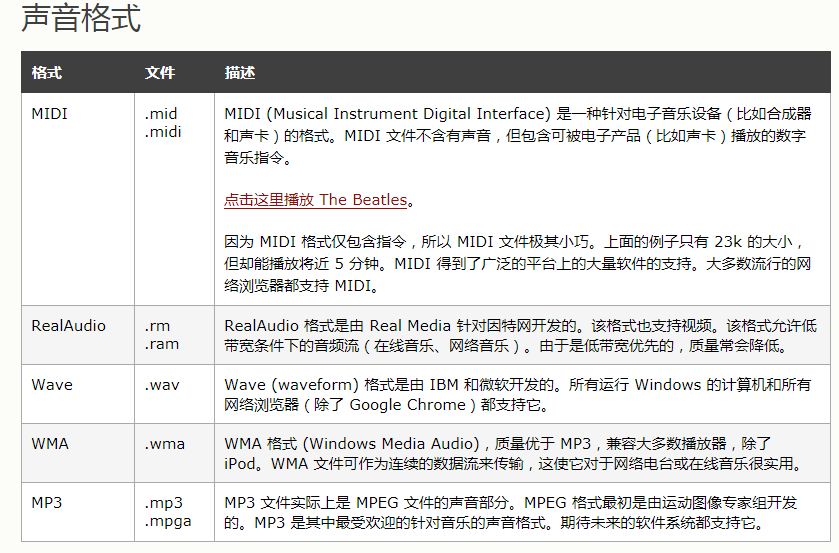 声音格式
格式 文件 描述
MIDI .mid MIDI (Musical Instrument Digital Interface) 是一种针对电子音乐设备（比如合成器
.midi 和声卡）的格式。MIDI 文件不含有声音，但包含可被电子产品（比如声卡）播放的数字
音乐指令。
点击这里播放 The Beatles。
因为 MIDI 格式仅包含指令，所以 MIDI 文件极其小巧。上面的例子只有 23k 的大小，
但却能播放将近 5 分钟。MIDI 得到了广泛的平台上的大量软件的支持。大多数流行的网
络浏览器都支持 MIDI。
RealAudio .rm RealAudio 格式是由 Real Media 针对因特网开发的。该格式也支持视频。该格式允许低
.ram 带宽条件下的音频流（在线音乐、网络音乐）。由于是低带宽优先的，质量常会降低。
Wave .wav Wave (waveform) 格式是由 IBM 和微软开发的。所有运行 Windows 的计算机和所有
网络浏览器（除了 Google Chrome）都支持它。
WMA .wma WMA 格式 (Windows Media Audio)，质量优于 MP3，兼容大多数播放器，除了
iPod。WMA 文件可作为连续的数据流来传输，这使它对于网络电台或在线音乐很实用。
MP3 .mp3 MP3 文件实际上是 MPEG 文件的声音部分。MPEG 格式最初是由运动图像专家组开发
.mpga 的。MP3 是其中最受欢迎的针对音乐的声音格式。期待未来的软件系统都支持它。